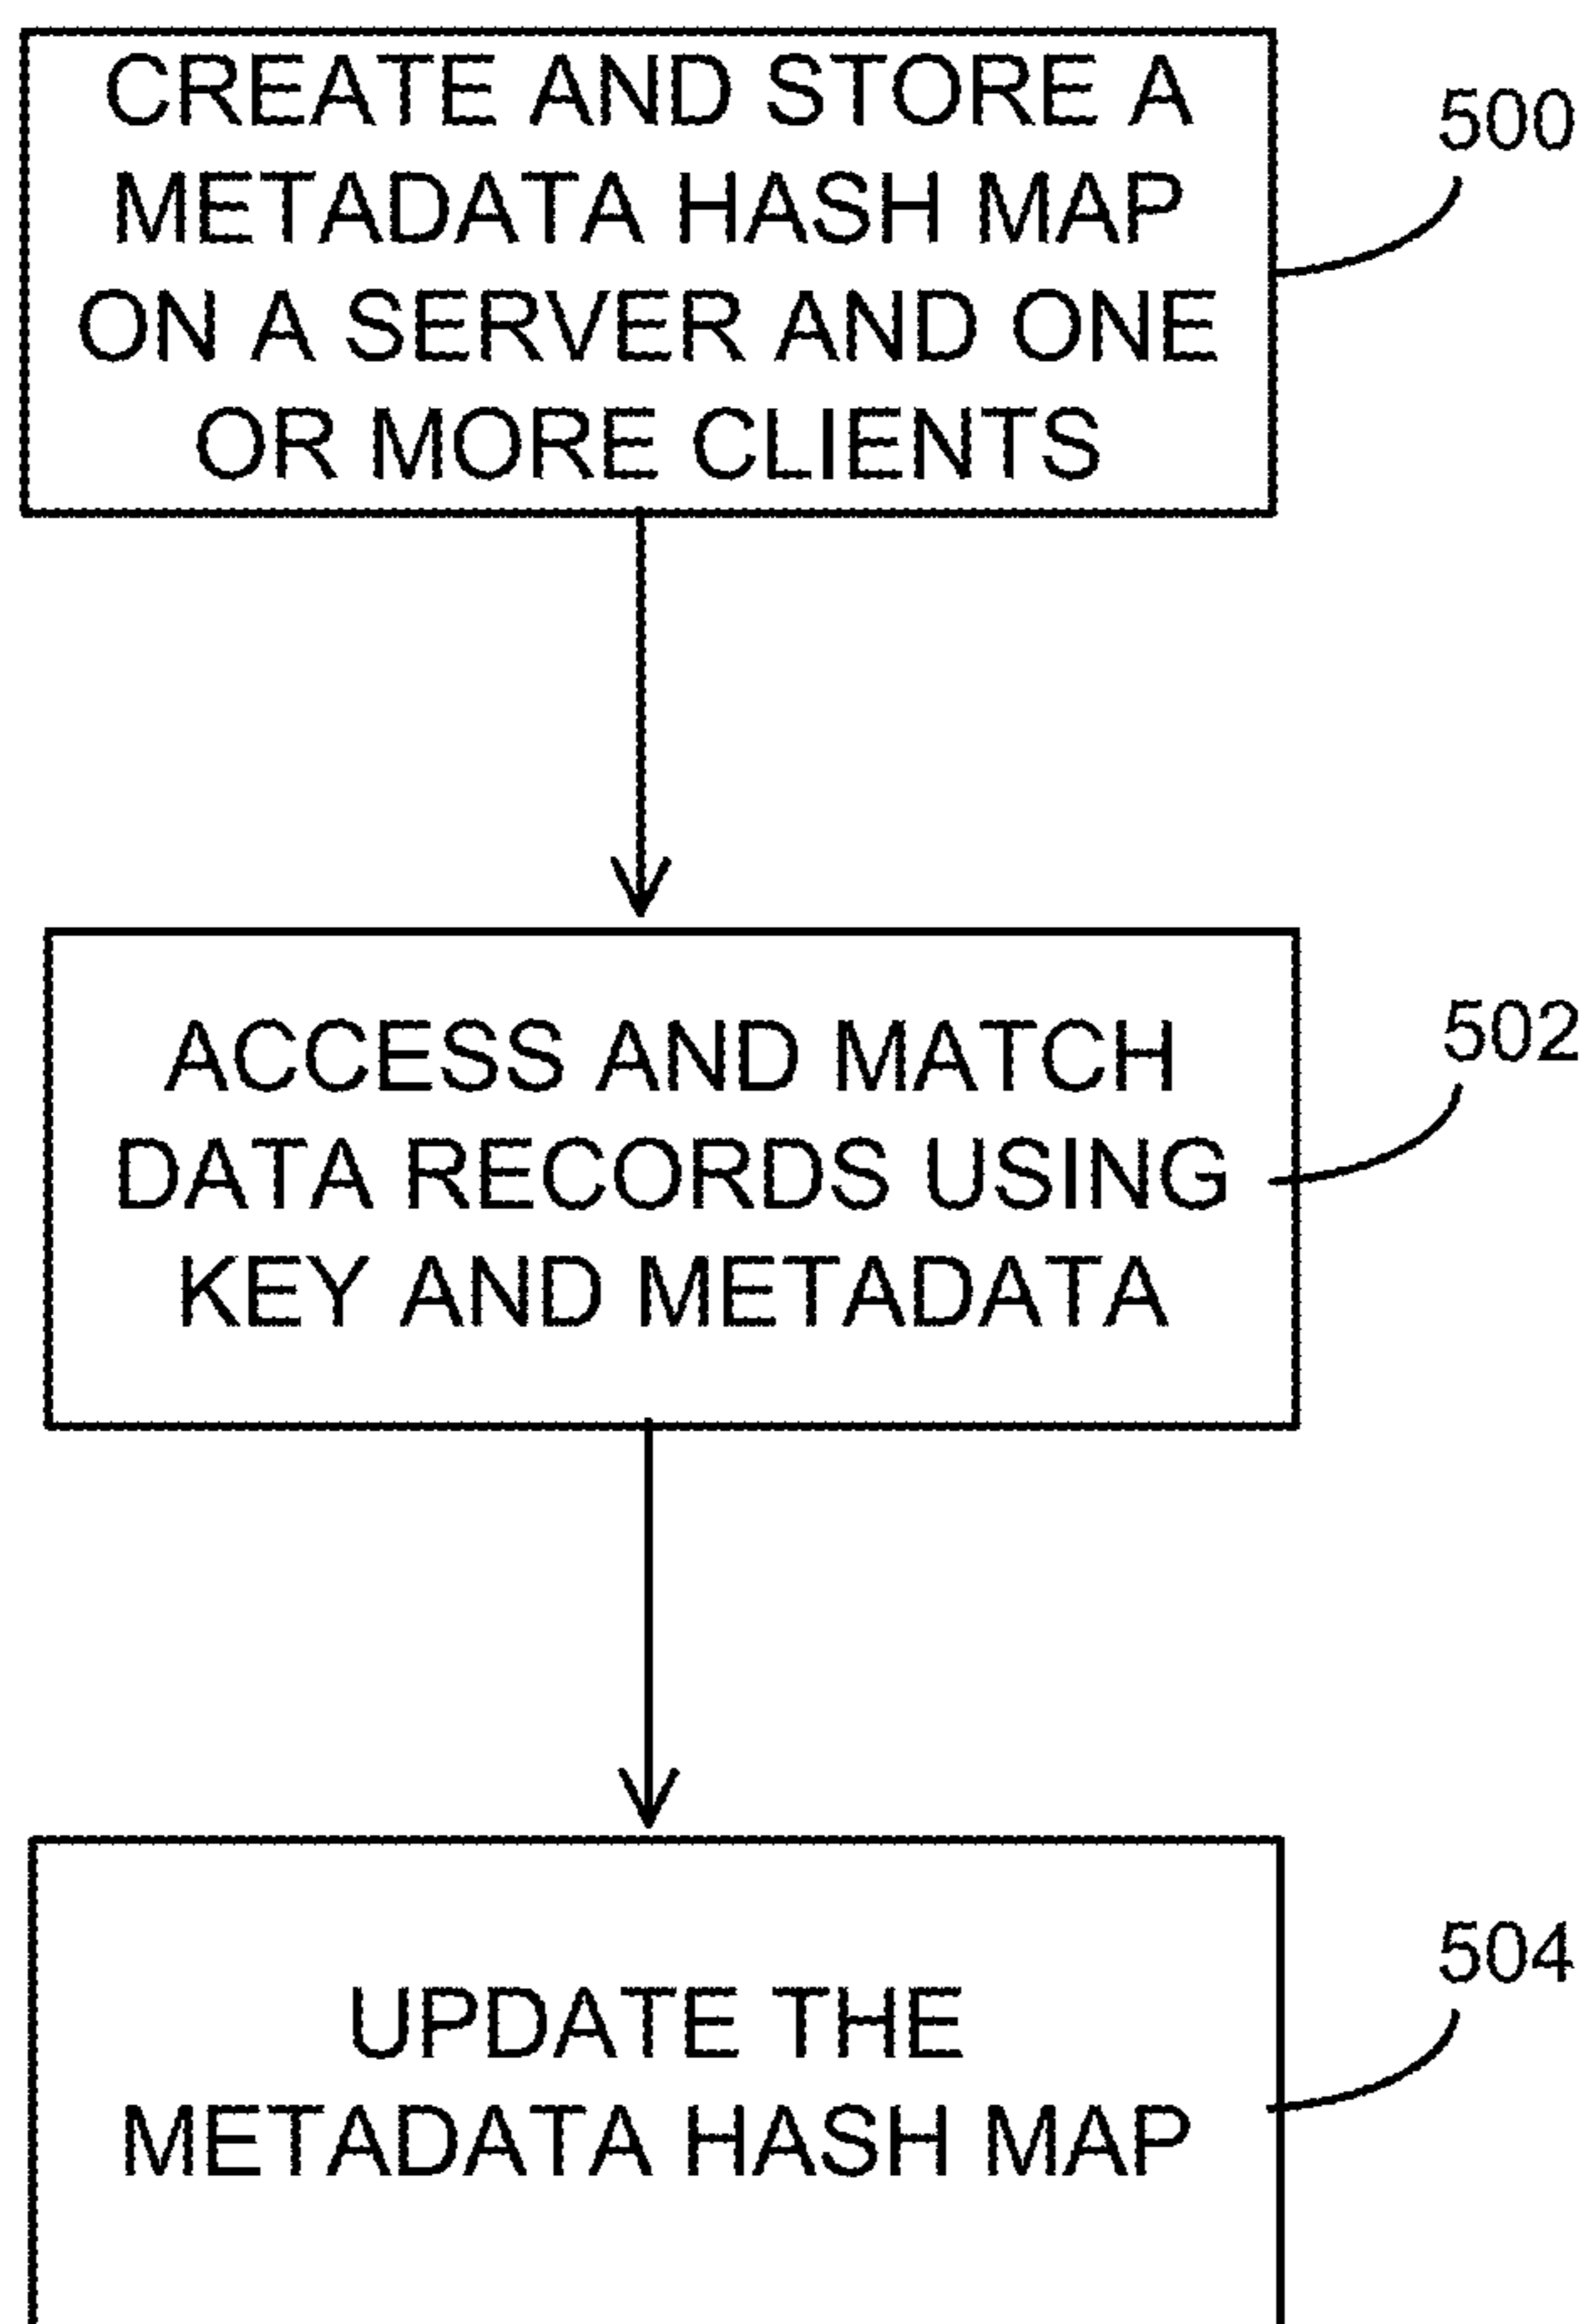 CREATE AND STORE A
METADATA HASH MAP
ON A SERVER AND ONE
OR MORE CLIENTS
500
ACCESS AND MATCH
DATA RECORDS USING
KEY AND METADATA
502
UPDATE THE
METADATA HASH MAP
504